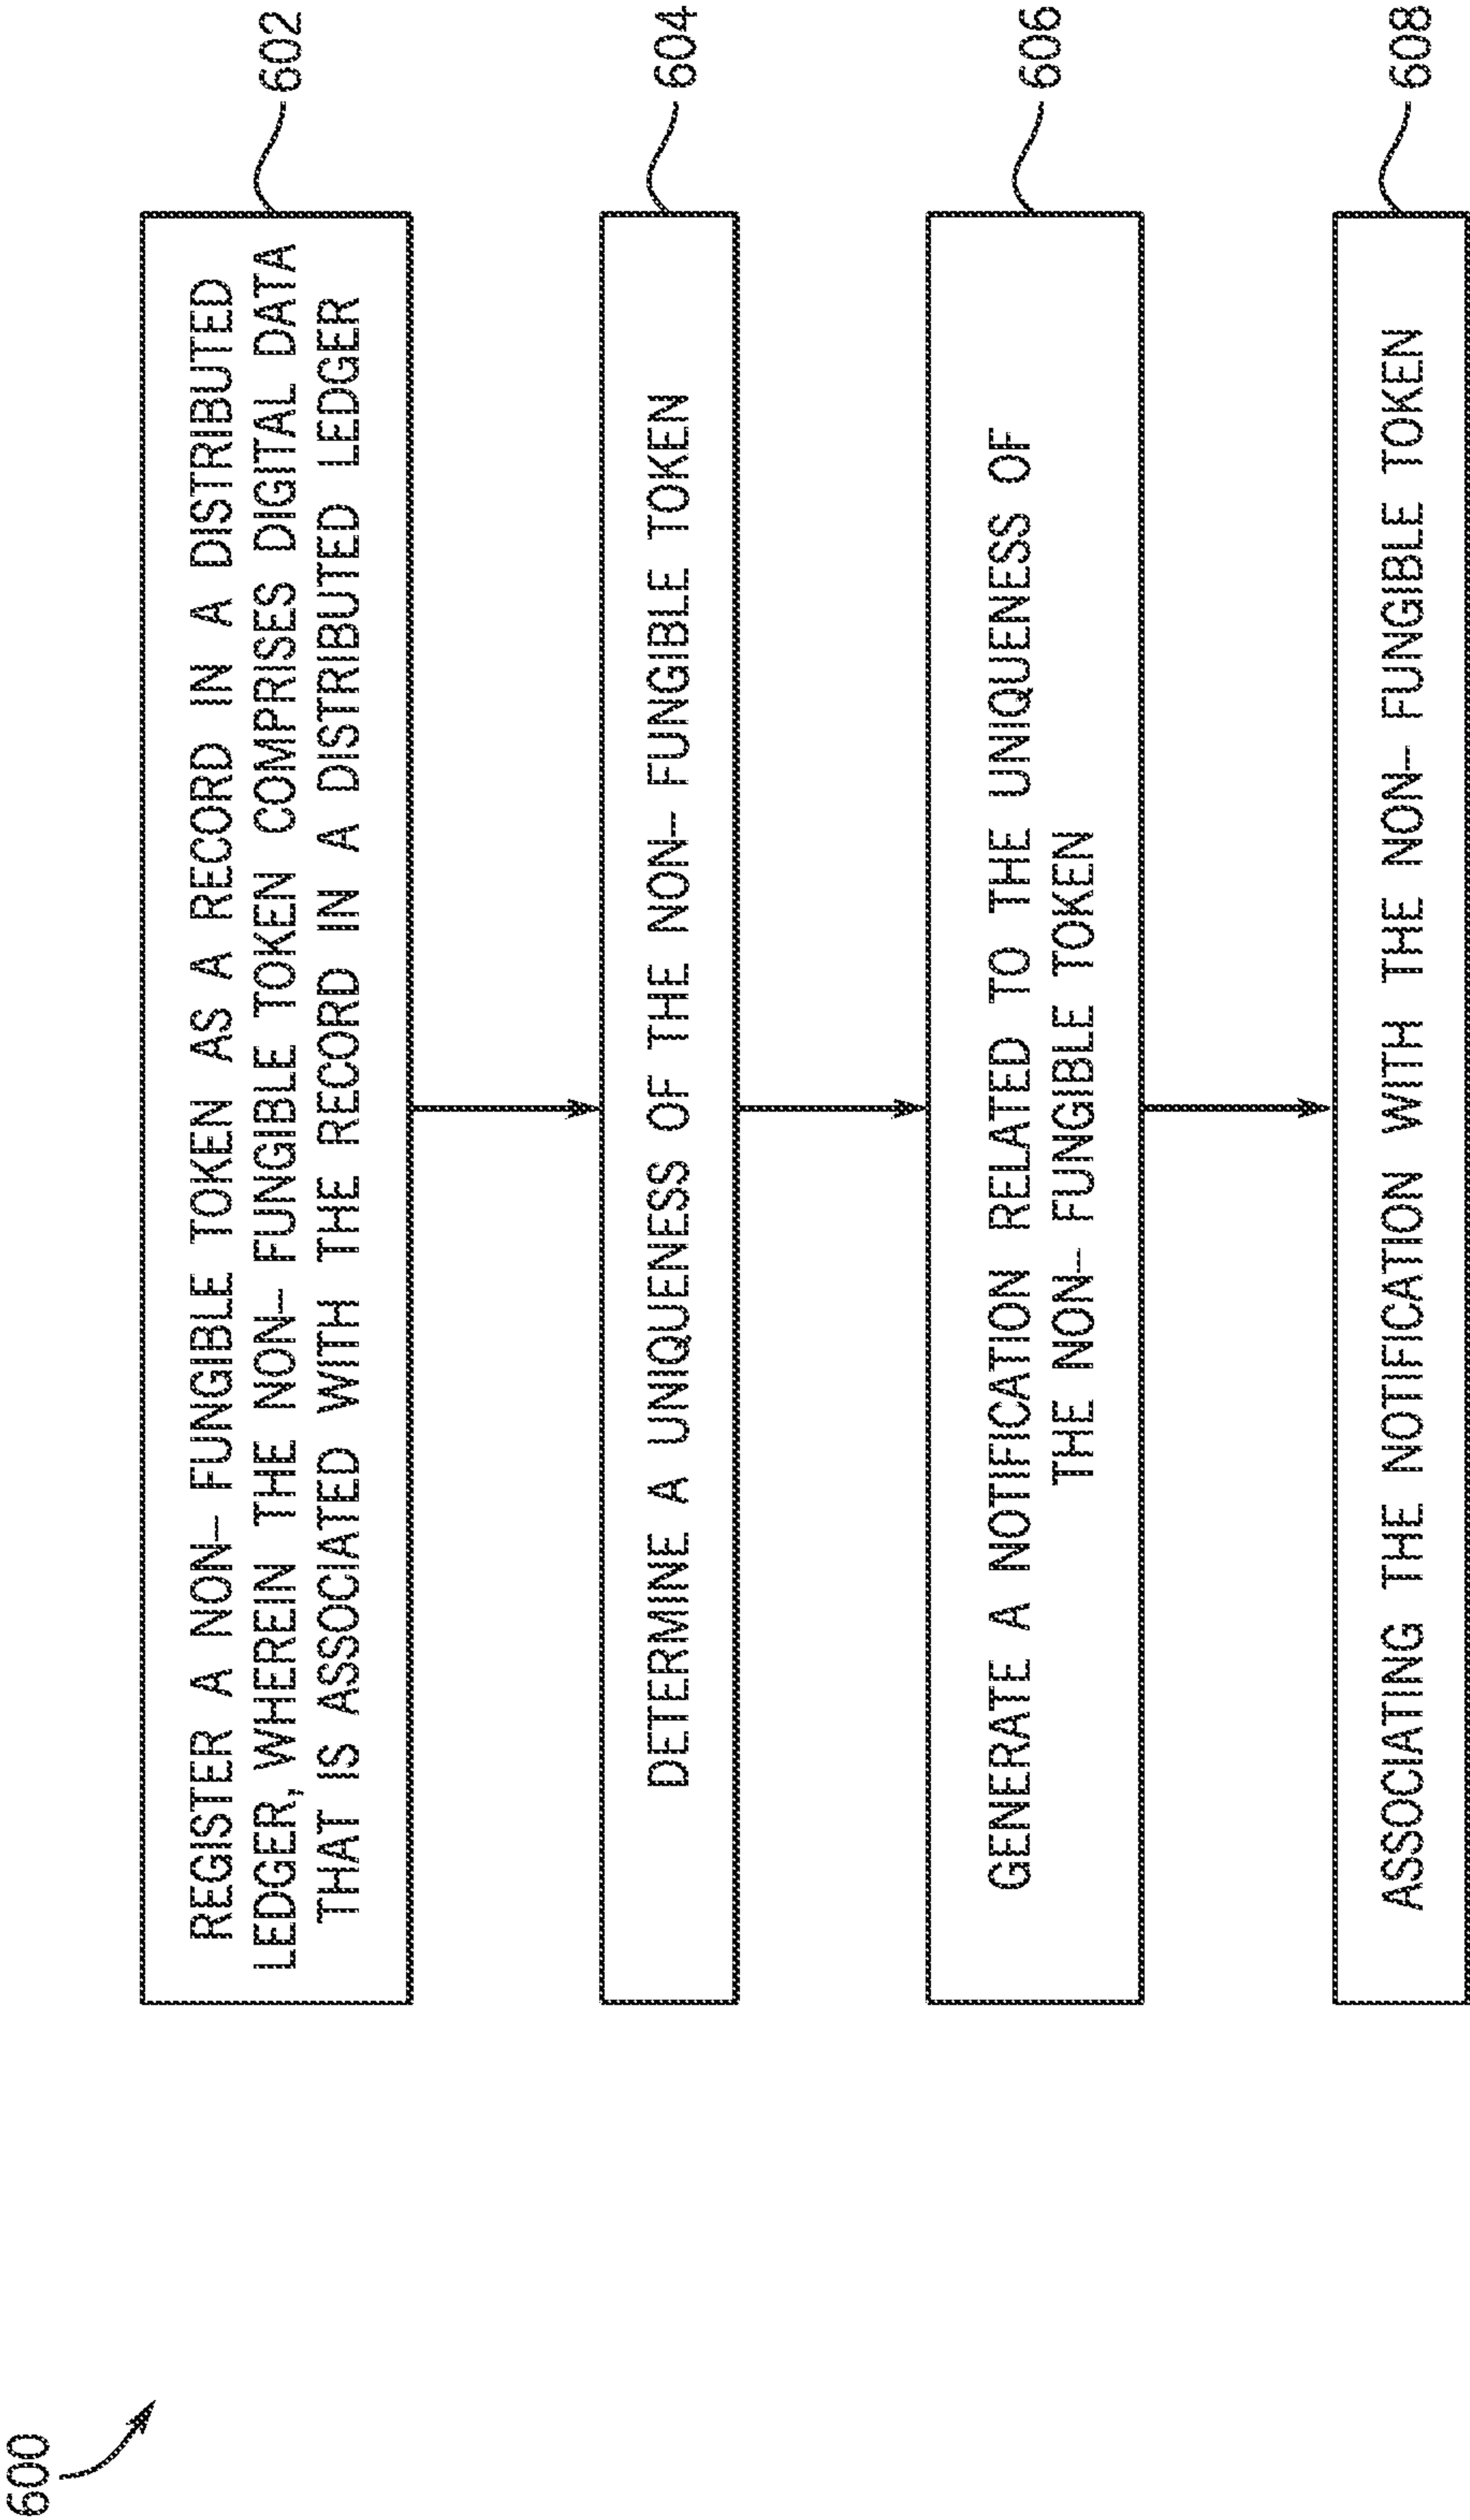 600
REGISTER A NON– FUNGIBLE TOKEN AS A RECORD IN A DISTRIBUTED
LEDGER, WHEREIN THE NON– FUNGIBLE TOKEN COMPRISES DIGITAL DATA
THAT IS ASSOCIATED WITH THE RECORD IN A DISTRIBUTED LEDGER
602
DETERMINE A UNIQUENESS OF THE NON– FUNGIBLE TOKEN
604
GENERATE A NOTIFICATION RELATED TO THE UNIQUENESS OF
THE NON– FUNGIBLE TOKEN
606
ASSOCIATING THE NOTIFICATION WITH THE NON– FUNGIBLE TOKEN
608